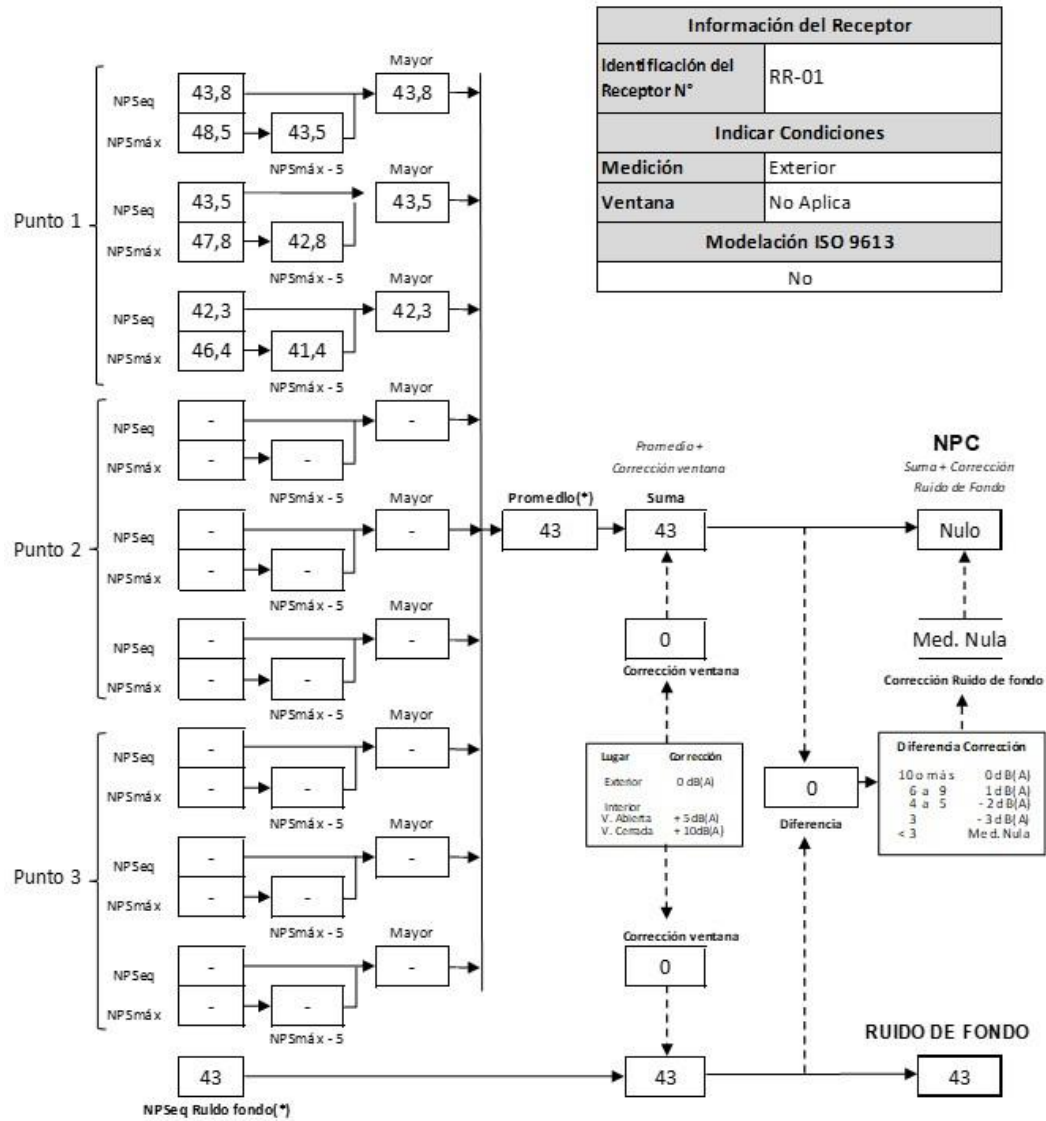 Información del Receptor
Identificación del Receptor N°
RR-01
Indicar Condiciones
Medición
Exterior
Ventana
No Aplica
Modelación ISO 9613
No
Punto 1
Mayor
NPSeq
43,8
43,8
NPSmáx
48,5
43,5
NPSmáx - 5
Mayor
NPSeq
43,5
43,5
NPSmáx
47,8
42,8
NPSmáx - 5
Mayor
NPSeq
42,3
42,3
NPSmáx
46,4
41,4
NPSmáx - 5
Punto 2
Mayor
NPSeq
-
-
NPSmáx
-
-
NPSmáx - 5
Mayor
NPSeq
-
-
NPSmáx
-
-
NPSmáx - 5
Mayor
NPSeq
-
-
NPSmáx
-
-
NPSmáx - 5
Punto 3
Mayor
NPSeq
-
-
NPSmáx
-
-
NPSmáx - 5
Mayor
NPSeq
-
-
NPSmáx
-
-
NPSmáx - 5
Mayor
NPSeq
-
-
NPSmáx
-
-
NPSmáx - 5
43
NPSeq Ruido fondo(*)
Promedio(*)
43
Promedio +
Corrección ventana
Suma
43
0
Corrección ventana
Lugar Corrección
Exterior 0 dB(A)
Interior
V. Abierta + 5dB(A)
V. Cerrada + 10dB(A)
Corrección ventana
0
43
0
Diferencia
NPC
Suma + Corrección
Ruido de Fondo
Nulo
Med. Nula
Corrección Ruido de fondo
Diferencia Corrección
10 o más 0 dB(A)
6 a 9 1 dB(A)
4 a 5 - 2 dB(A)
3 - 3 dB(A)
< 3 Med. Nula
RUIDO DE FONDO
43